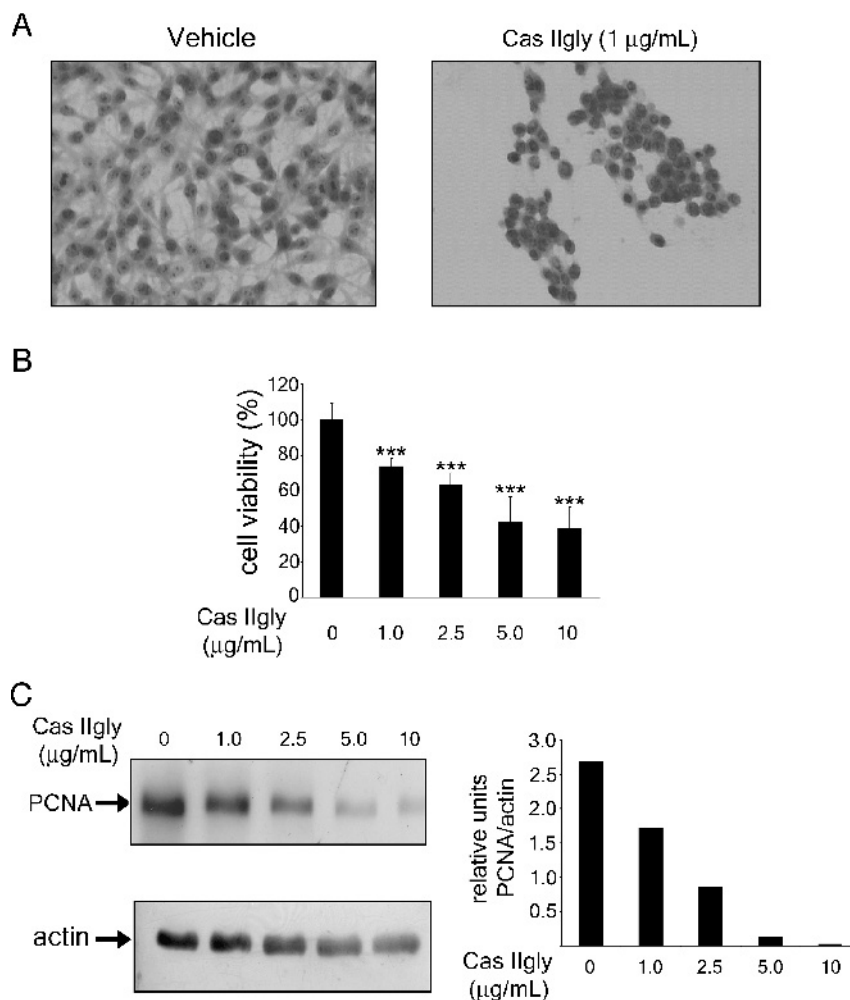 A
Vehicle
Cas IIgly (1 μg/mL)
B
cell viability (%)
120
100
80
60
40
20
0
***
***
***
***
Cas IIgly
(μg/mL)
0 1.0 2.5 5.0 10
C
Cas IIgly
(μg/mL)
0 1.0 2.5 5.0 10
PCNA
actin
relative units
PCNA/actin
3.0
2.5
2.0
1.5
1.0
0.5
Cas IIgly
(μg/mL)
0 1.0 2.5 5.0 10